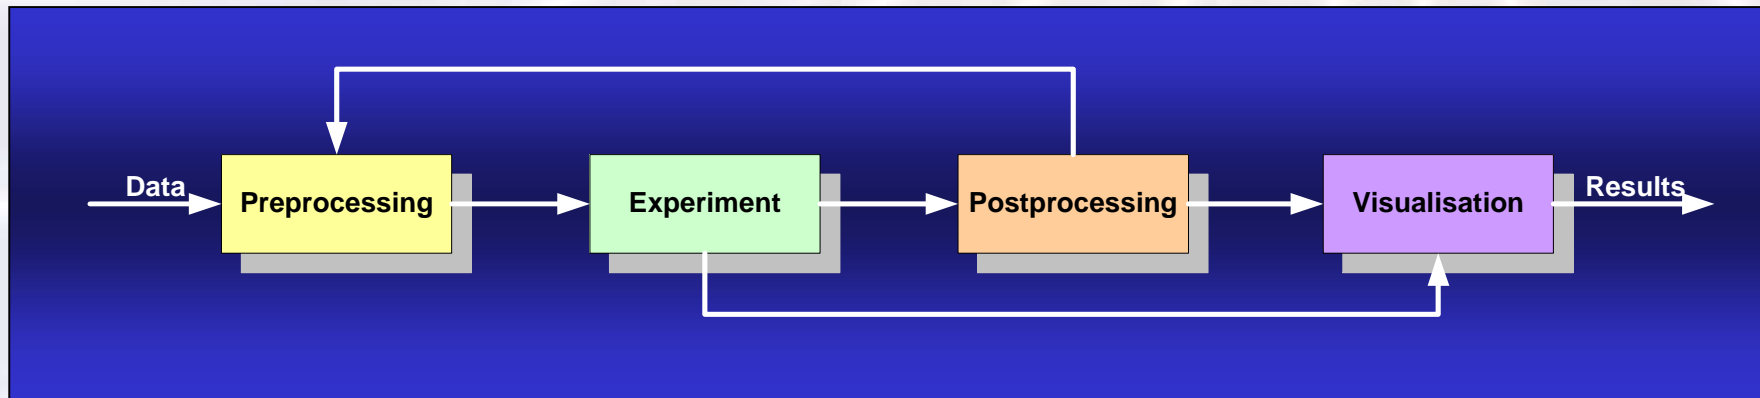 Data
Preprocessing
Experiment
Postprocessing
Visualisation
Results